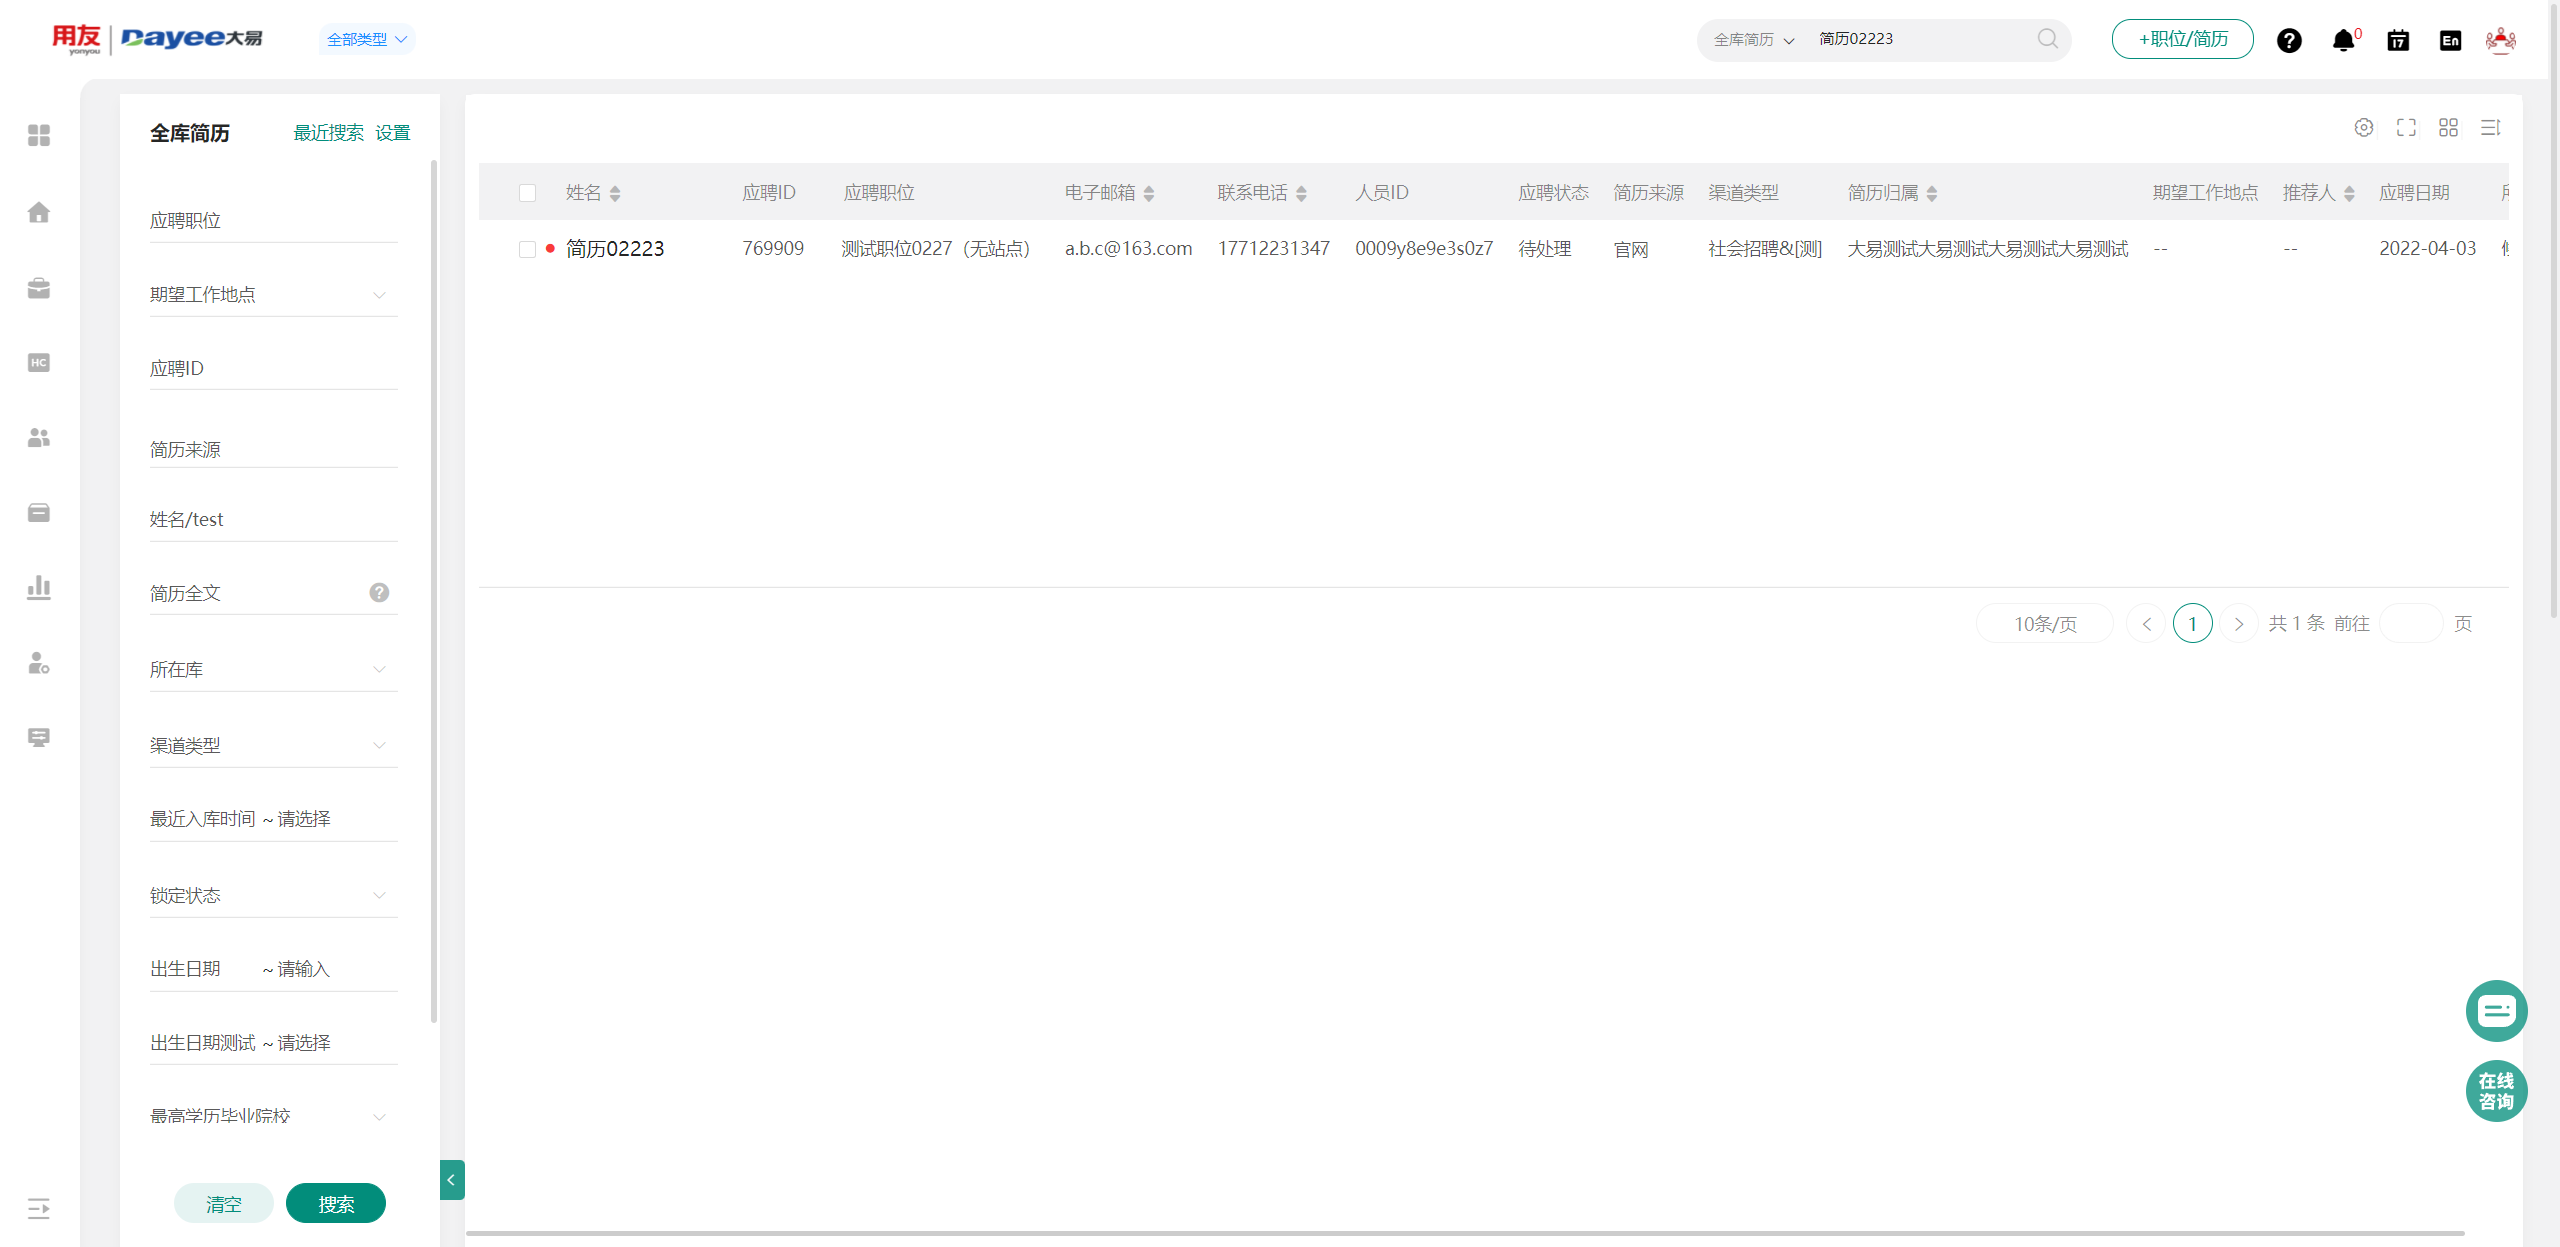 用友 yonyou Dayee大易 全部类型 全库简历 简历02223 +职位/简历 0 17 En
全库简历 最近搜索 设置
应聘职位
期望工作地点
应聘ID
HC
简历来源
姓名/test
简历全文
所在库
渠道类型
最近入库时间 ~ 请选择
锁定状态
出生日期 ~ 请输入
出生日期测试 ~ 请选择
最高学历毕业院校
清空 搜索
姓名 应聘ID 应聘职位 电子邮箱 联系电话 人员ID 应聘状态 简历来源 渠道类型 简历归属 期望工作地点 推荐人 应聘日期
简历02223 769909 测试职位0227（无站点） a.b.c@163.com 17712231347 0009y8e9e3s0z7 待处理 官网 社会招聘&[测] 大易测试大易测试大易测试大易测试 -- -- 2022-04-03
10条/页 1 共 1 条 前往 页
在线
咨询